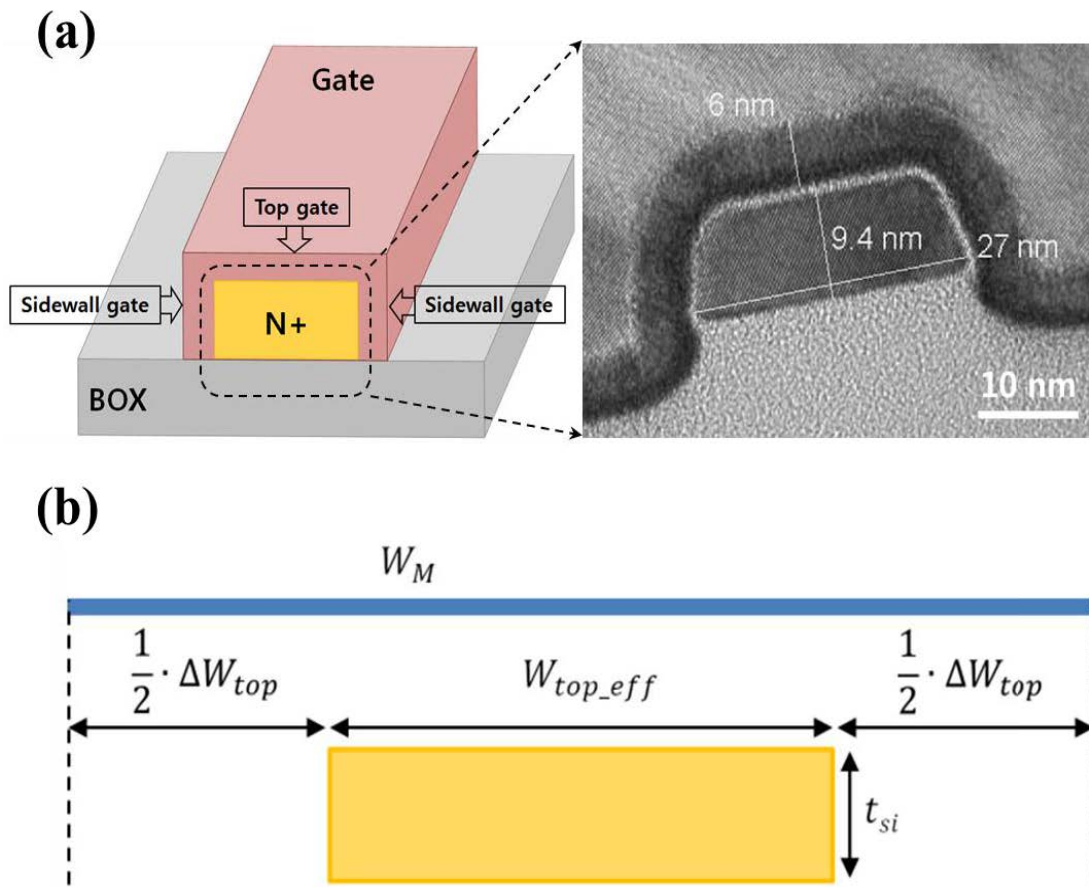 (a)
Gate
Top gate
Sidewall gate
Sidewall gate
N+
BOX
6 nm
9.4 nm
27 nm
10 nm
(b)
W_M
1/2 · ΔW_top
W_top_eff
1/2 · ΔW_top
t_si